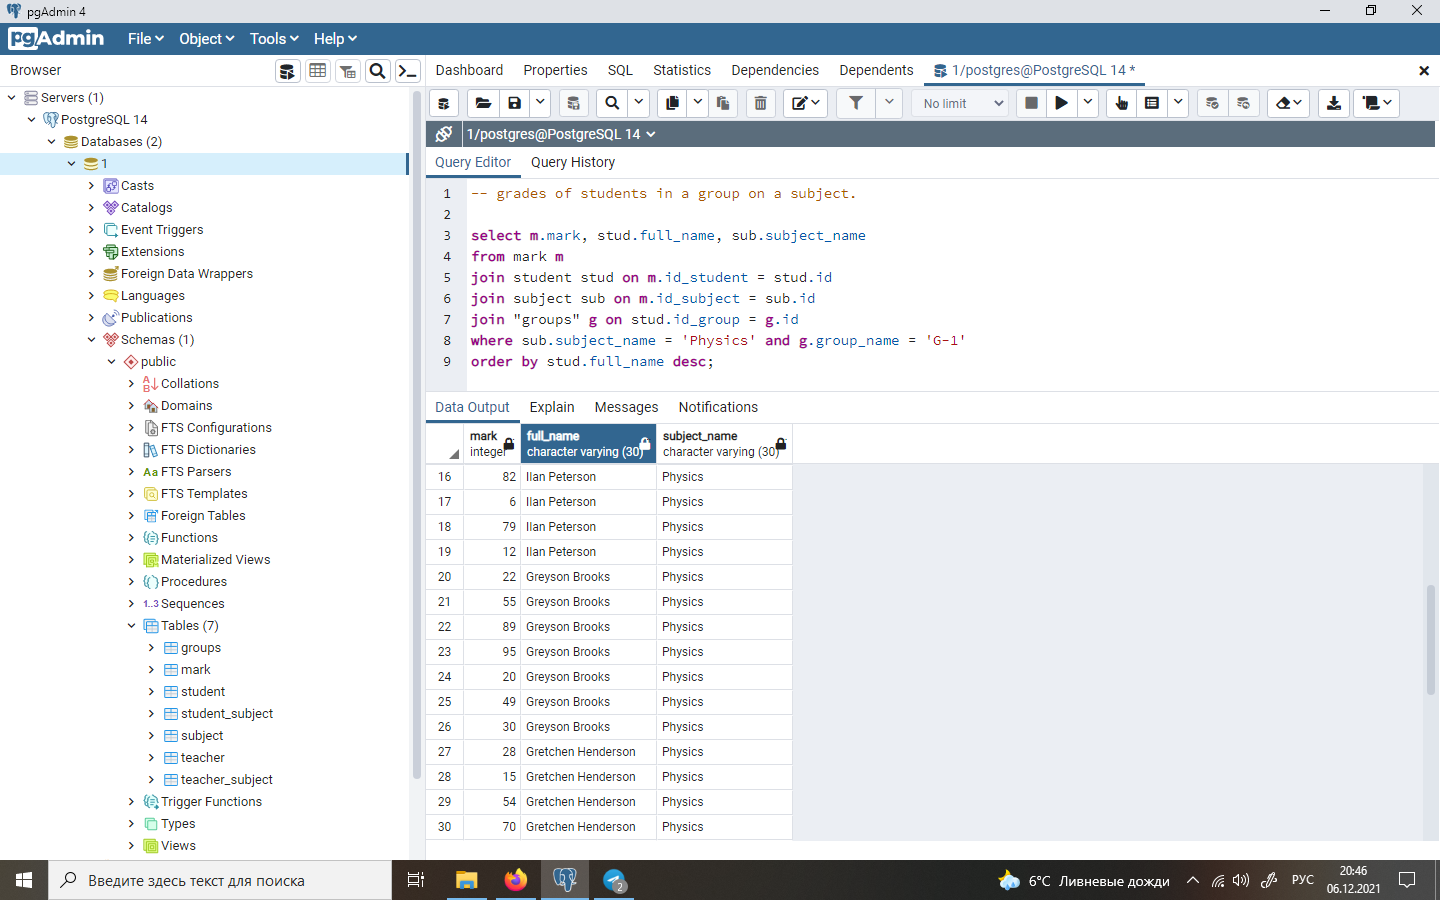 pgAdmin 4
pgAdmin File Object Tools Help
Browser
Dashboard Properties SQL Statistics Dependencies Dependents 1/postgres@PostgreSQL 14 *
No limit
1/postgres@PostgreSQL 14
Query Editor Query History
Servers (1)
PostgreSQL 14
Databases (2)
1
Casts
Catalogs
Event Triggers
Extensions
Foreign Data Wrappers
Languages
Publications
Schemas (1)
public
Collations
Domains
FTS Configurations
FTS Dictionaries
Aa FTS Parsers
FTS Templates
Foreign Tables
Functions
Materialized Views
Procedures
1..3 Sequences
Tables (7)
groups
mark
student
student_subject
subject
teacher
teacher_subject
Trigger Functions
Types
Views
1 -- grades of students in a group on a subject.
2
3 select m.mark, stud.full_name, sub.subject_name
4 from mark m
5 join student stud on m.id_student = stud.id
6 join subject sub on m.id_subject = sub.id
7 join "groups" g on stud.id_group = g.id
8 where sub.subject_name = 'Physics' and g.group_name = 'G-1'
9 order by stud.full_name desc;
Data Output Explain Messages Notifications
mark full_name subject_name
integer character varying (30) character varying (30)
16 82 Ilan Peterson Physics
17 6 Ilan Peterson Physics
18 79 Ilan Peterson Physics
19 12 Ilan Peterson Physics
20 22 Greyson Brooks Physics
21 55 Greyson Brooks Physics
22 89 Greyson Brooks Physics
23 95 Greyson Brooks Physics
24 20 Greyson Brooks Physics
25 49 Greyson Brooks Physics
26 30 Greyson Brooks Physics
27 28 Gretchen Henderson Physics
28 15 Gretchen Henderson Physics
29 54 Gretchen Henderson Physics
30 70 Gretchen Henderson Physics
Введите здесь текст для поиска
2
6°C Ливневые дожди
РУС
20:46
06.12.2021